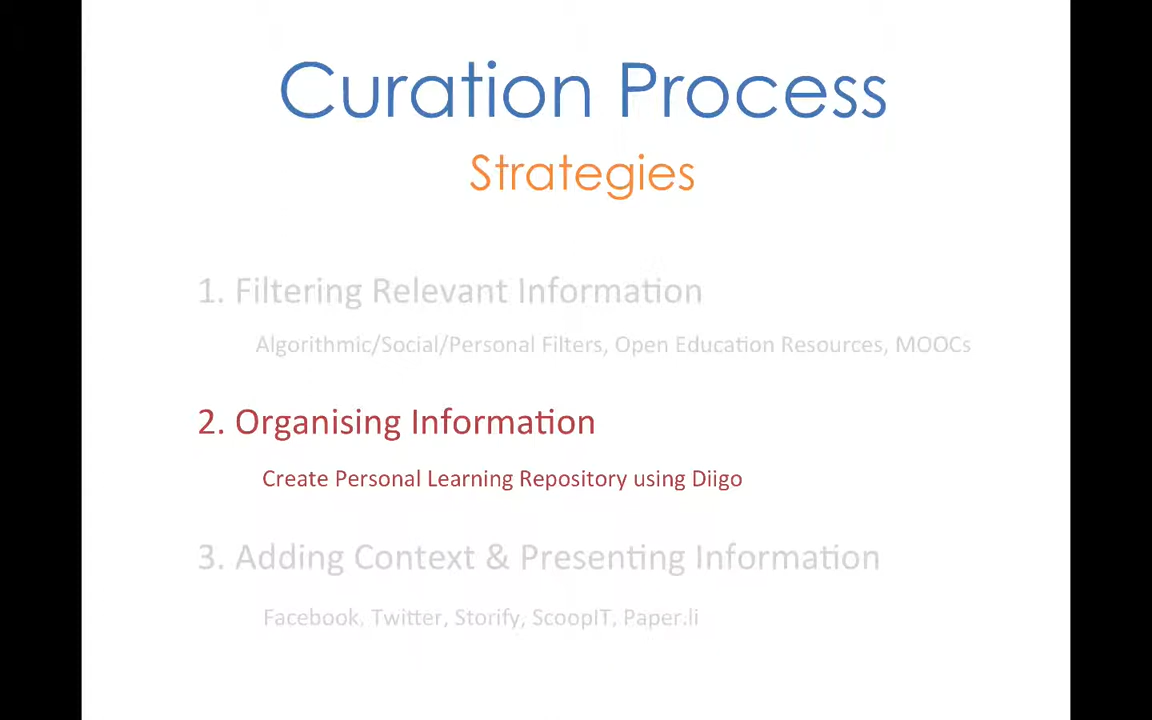 Curation Process
Strategies
1. Filtering Relevant Information
Algorithmic/Social/Personal Filters, Open Education Resources, MOOCs
2. Organising Information
Create Personal Learning Repository using Diigo
3. Adding Context & Presenting Information
Facebook, Twitter, Storify, ScoopIT, Paper.li